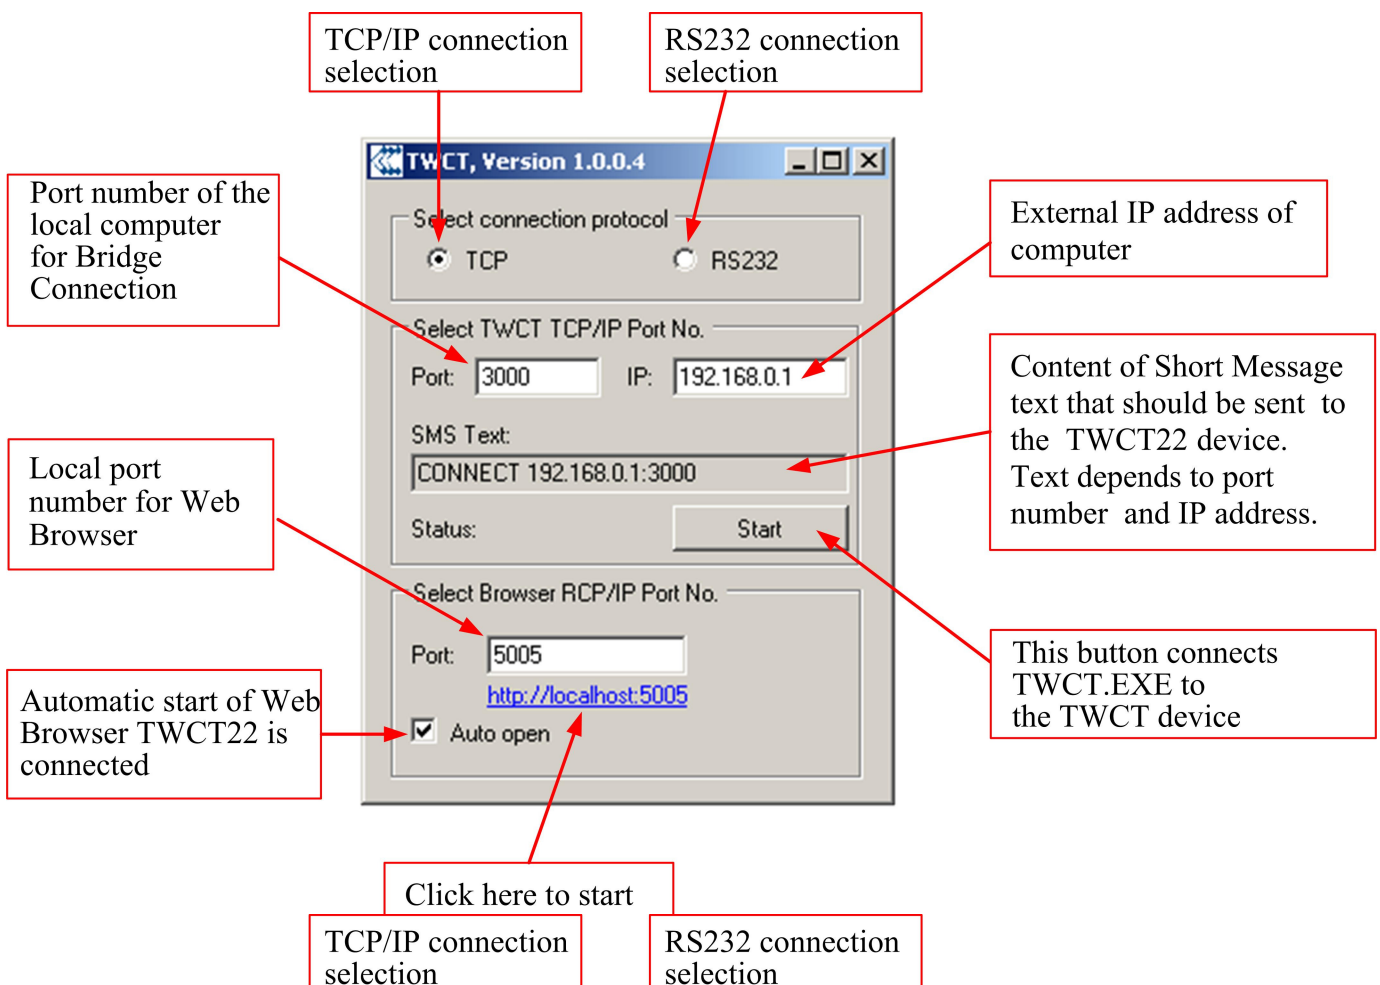 TCP/IP connection
selection
RS232 connection
selection
TWCT, Version 1.0.0.4
Port number of the
local computer
for Bridge
Connection
Select connection protocol
TCP
RS232
External IP address of
computer
Select TWCT TCP/IP Port No.
Port: 3000 IP: 192.168.0.1
Content of Short Message
text that should be sent to
the TWCT22 device.
Text depends to port
number and IP address.
SMS Text:
CONNECT 192.168.0.1:3000
Local port
number for Web
Browser
Status:
Start
Select Browser RCP/IP Port No.
Port: 5005
http://localhost:5005
This button connects
TWCT.EXE to
the TWCT device
Automatic start of Web
Browser TWCT22 is
connected
Auto open
Click here to start
TCP/IP connection
selection
RS232 connection
selection